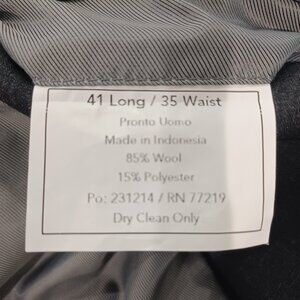 41 Long / 35 Waist
Pronto Uomo
Made in Indonesia
85% Wool
15% Polyester
Po: 231214 / RN 77219
Dry Clean Only